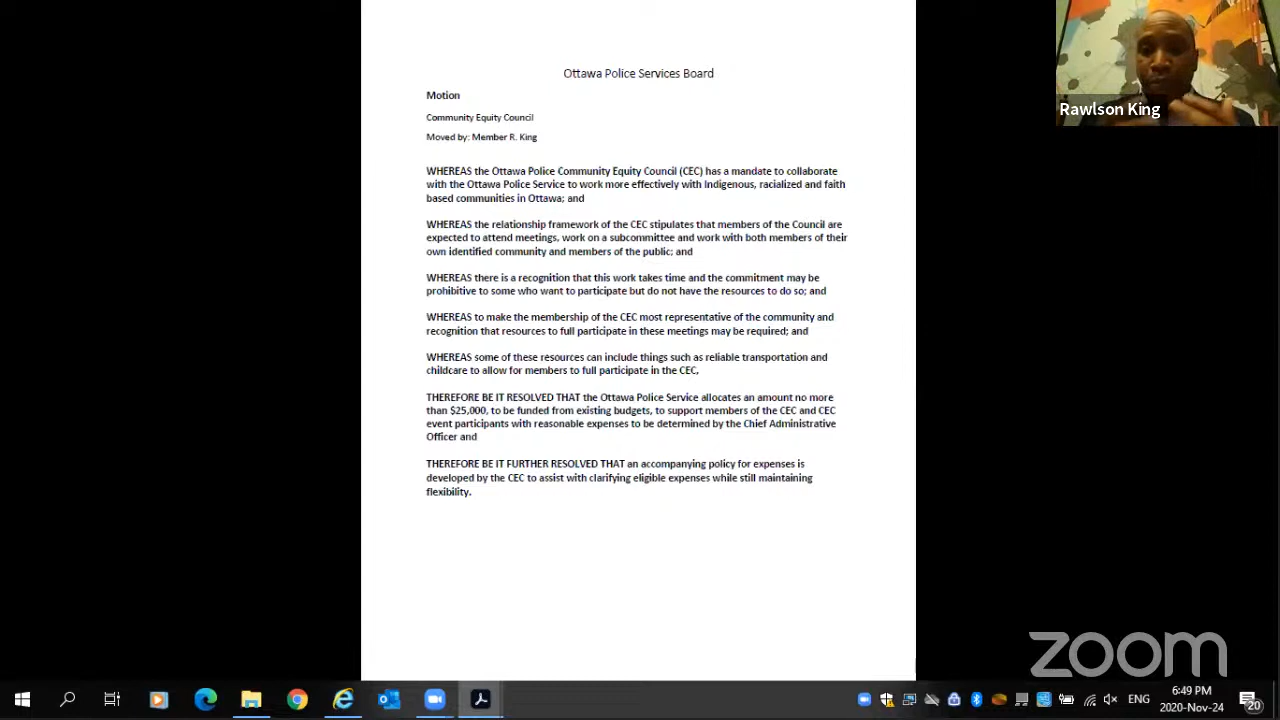 Ottawa Police Services Board
Motion
Community Equity Council
Moved by: Member R. King
WHEREAS the Ottawa Police Community Equity Council (CEC) has a mandate to collaborate
with the Ottawa Police Service to work more effectively with Indigenous, racialized and faith
based communities in Ottawa; and
WHEREAS the relationship framework of the CEC stipulates that members of the Council are
expected to attend meetings, work on a subcommittee and work with both members of their
own identified community and members of the public; and
WHEREAS there is a recognition that this work takes time and the commitment may be
prohibitive to some who want to participate but do not have the resources to do so; and
WHEREAS to make the membership of the CEC most representative of the community and
recognition that resources to full participate in these meetings may be required; and
WHEREAS some of these resources can include things such as reliable transportation and
childcare to allow for members to full participate in the CEC,
THEREFORE BE IT RESOLVED THAT the Ottawa Police Service allocates an amount no more
than $25,000, to be funded from existing budgets, to support members of the CEC and CEC
event participants with reasonable expenses to be determined by the Chief Administrative
Officer and
THEREFORE BE IT FURTHER RESOLVED THAT an accompanying policy for expenses is
developed by the CEC to assist with clarifying eligible expenses while still maintaining
flexibility.
Rawlson King
zoom
ENG
6:49 PM
2020-Nov-24
20